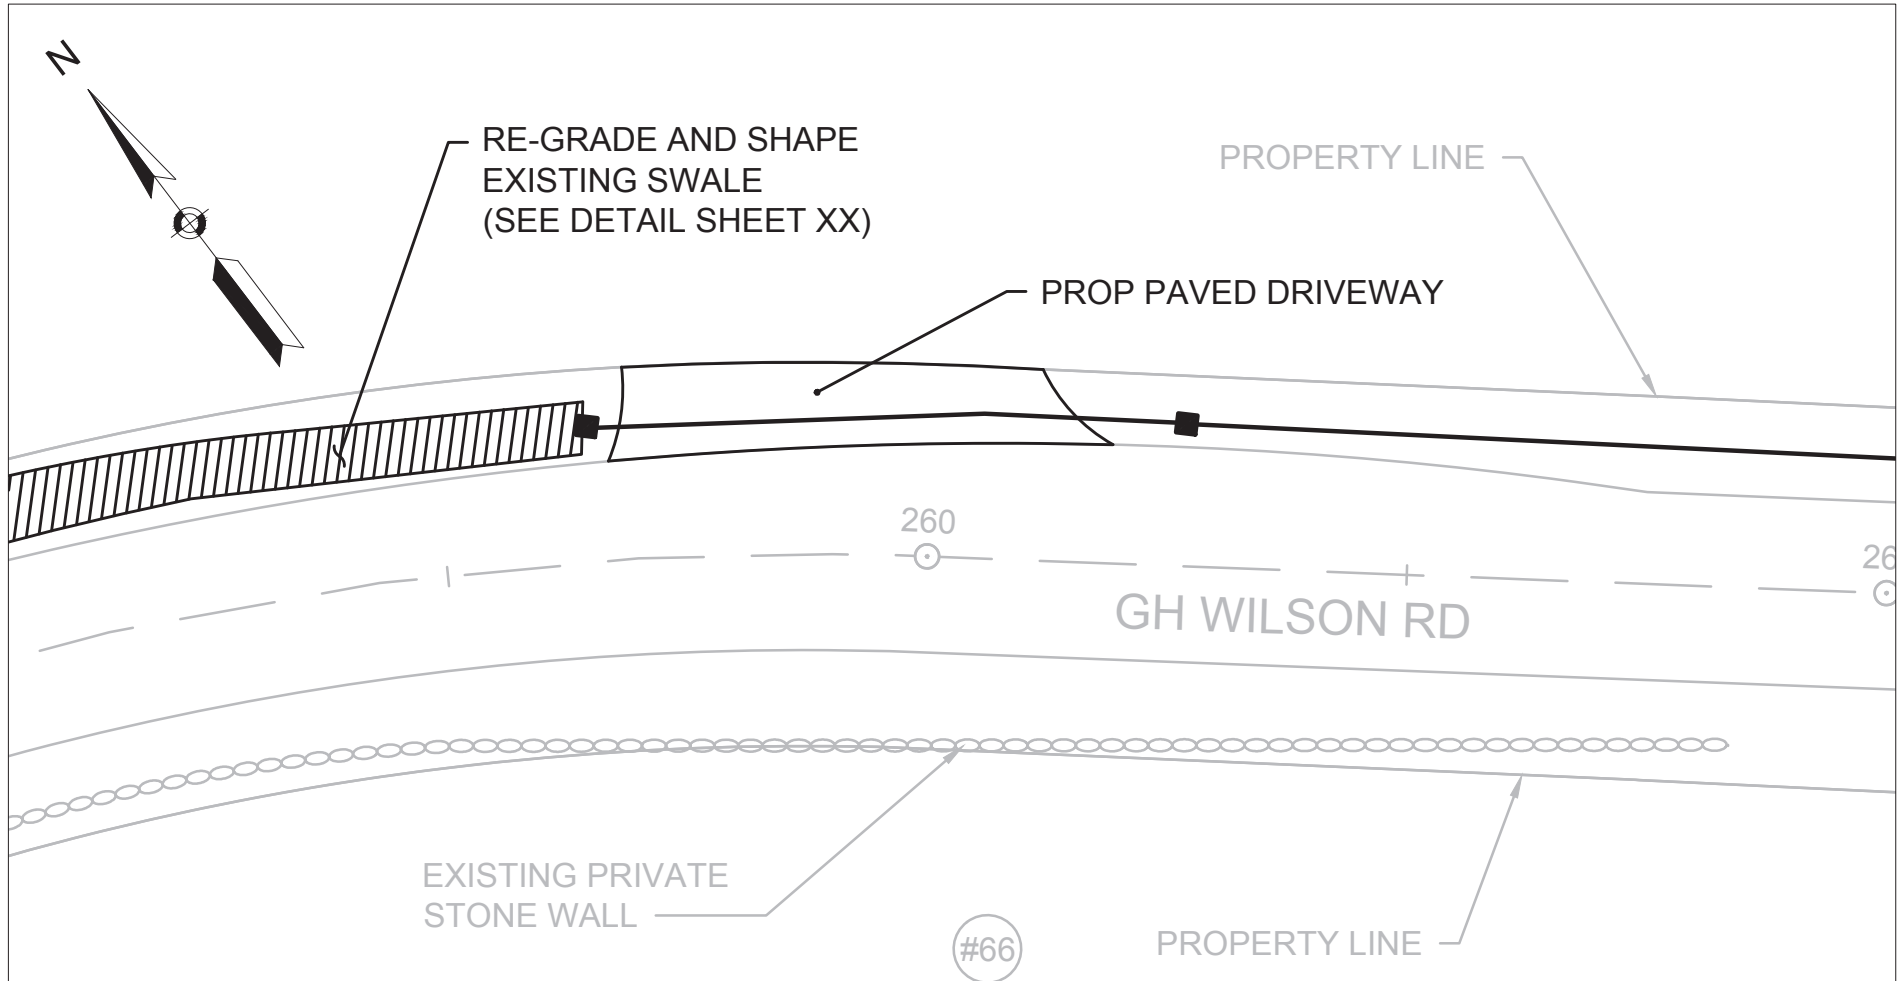 N
RE-GRADE AND SHAPE
EXISTING SWALE
(SEE DETAIL SHEET XX)
PROPERTY LINE
PROP PAVED DRIVEWAY
260
26
GH WILSON RD
EXISTING PRIVATE
STONE WALL
#66
PROPERTY LINE